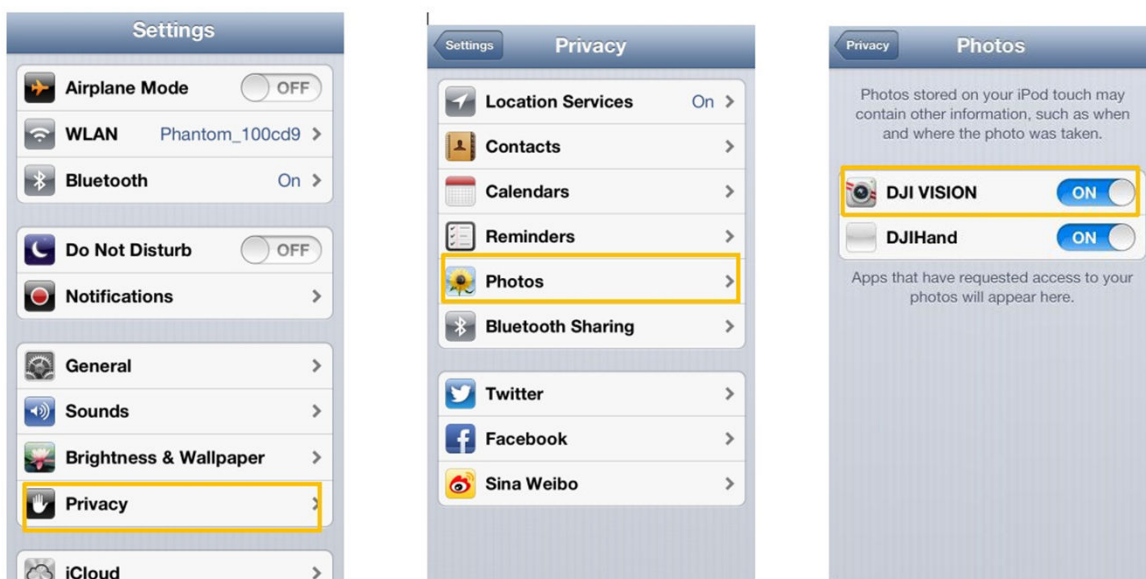 Settings
Airplane Mode OFF
WLAN Phantom_100cd9
Bluetooth On
Do Not Disturb OFF
Notifications
General
Sounds
Brightness & Wallpaper
Privacy
iCloud
Settings Privacy
Location Services On
Contacts
Calendars
Reminders
Photos
Bluetooth Sharing
Twitter
Facebook
Sina Weibo
Privacy Photos
Photos stored on your iPod touch may
contain other information, such as when
and where the photo was taken.
DJI VISION ON
DJIHand ON
Apps that have requested access to your
photos will appear here.